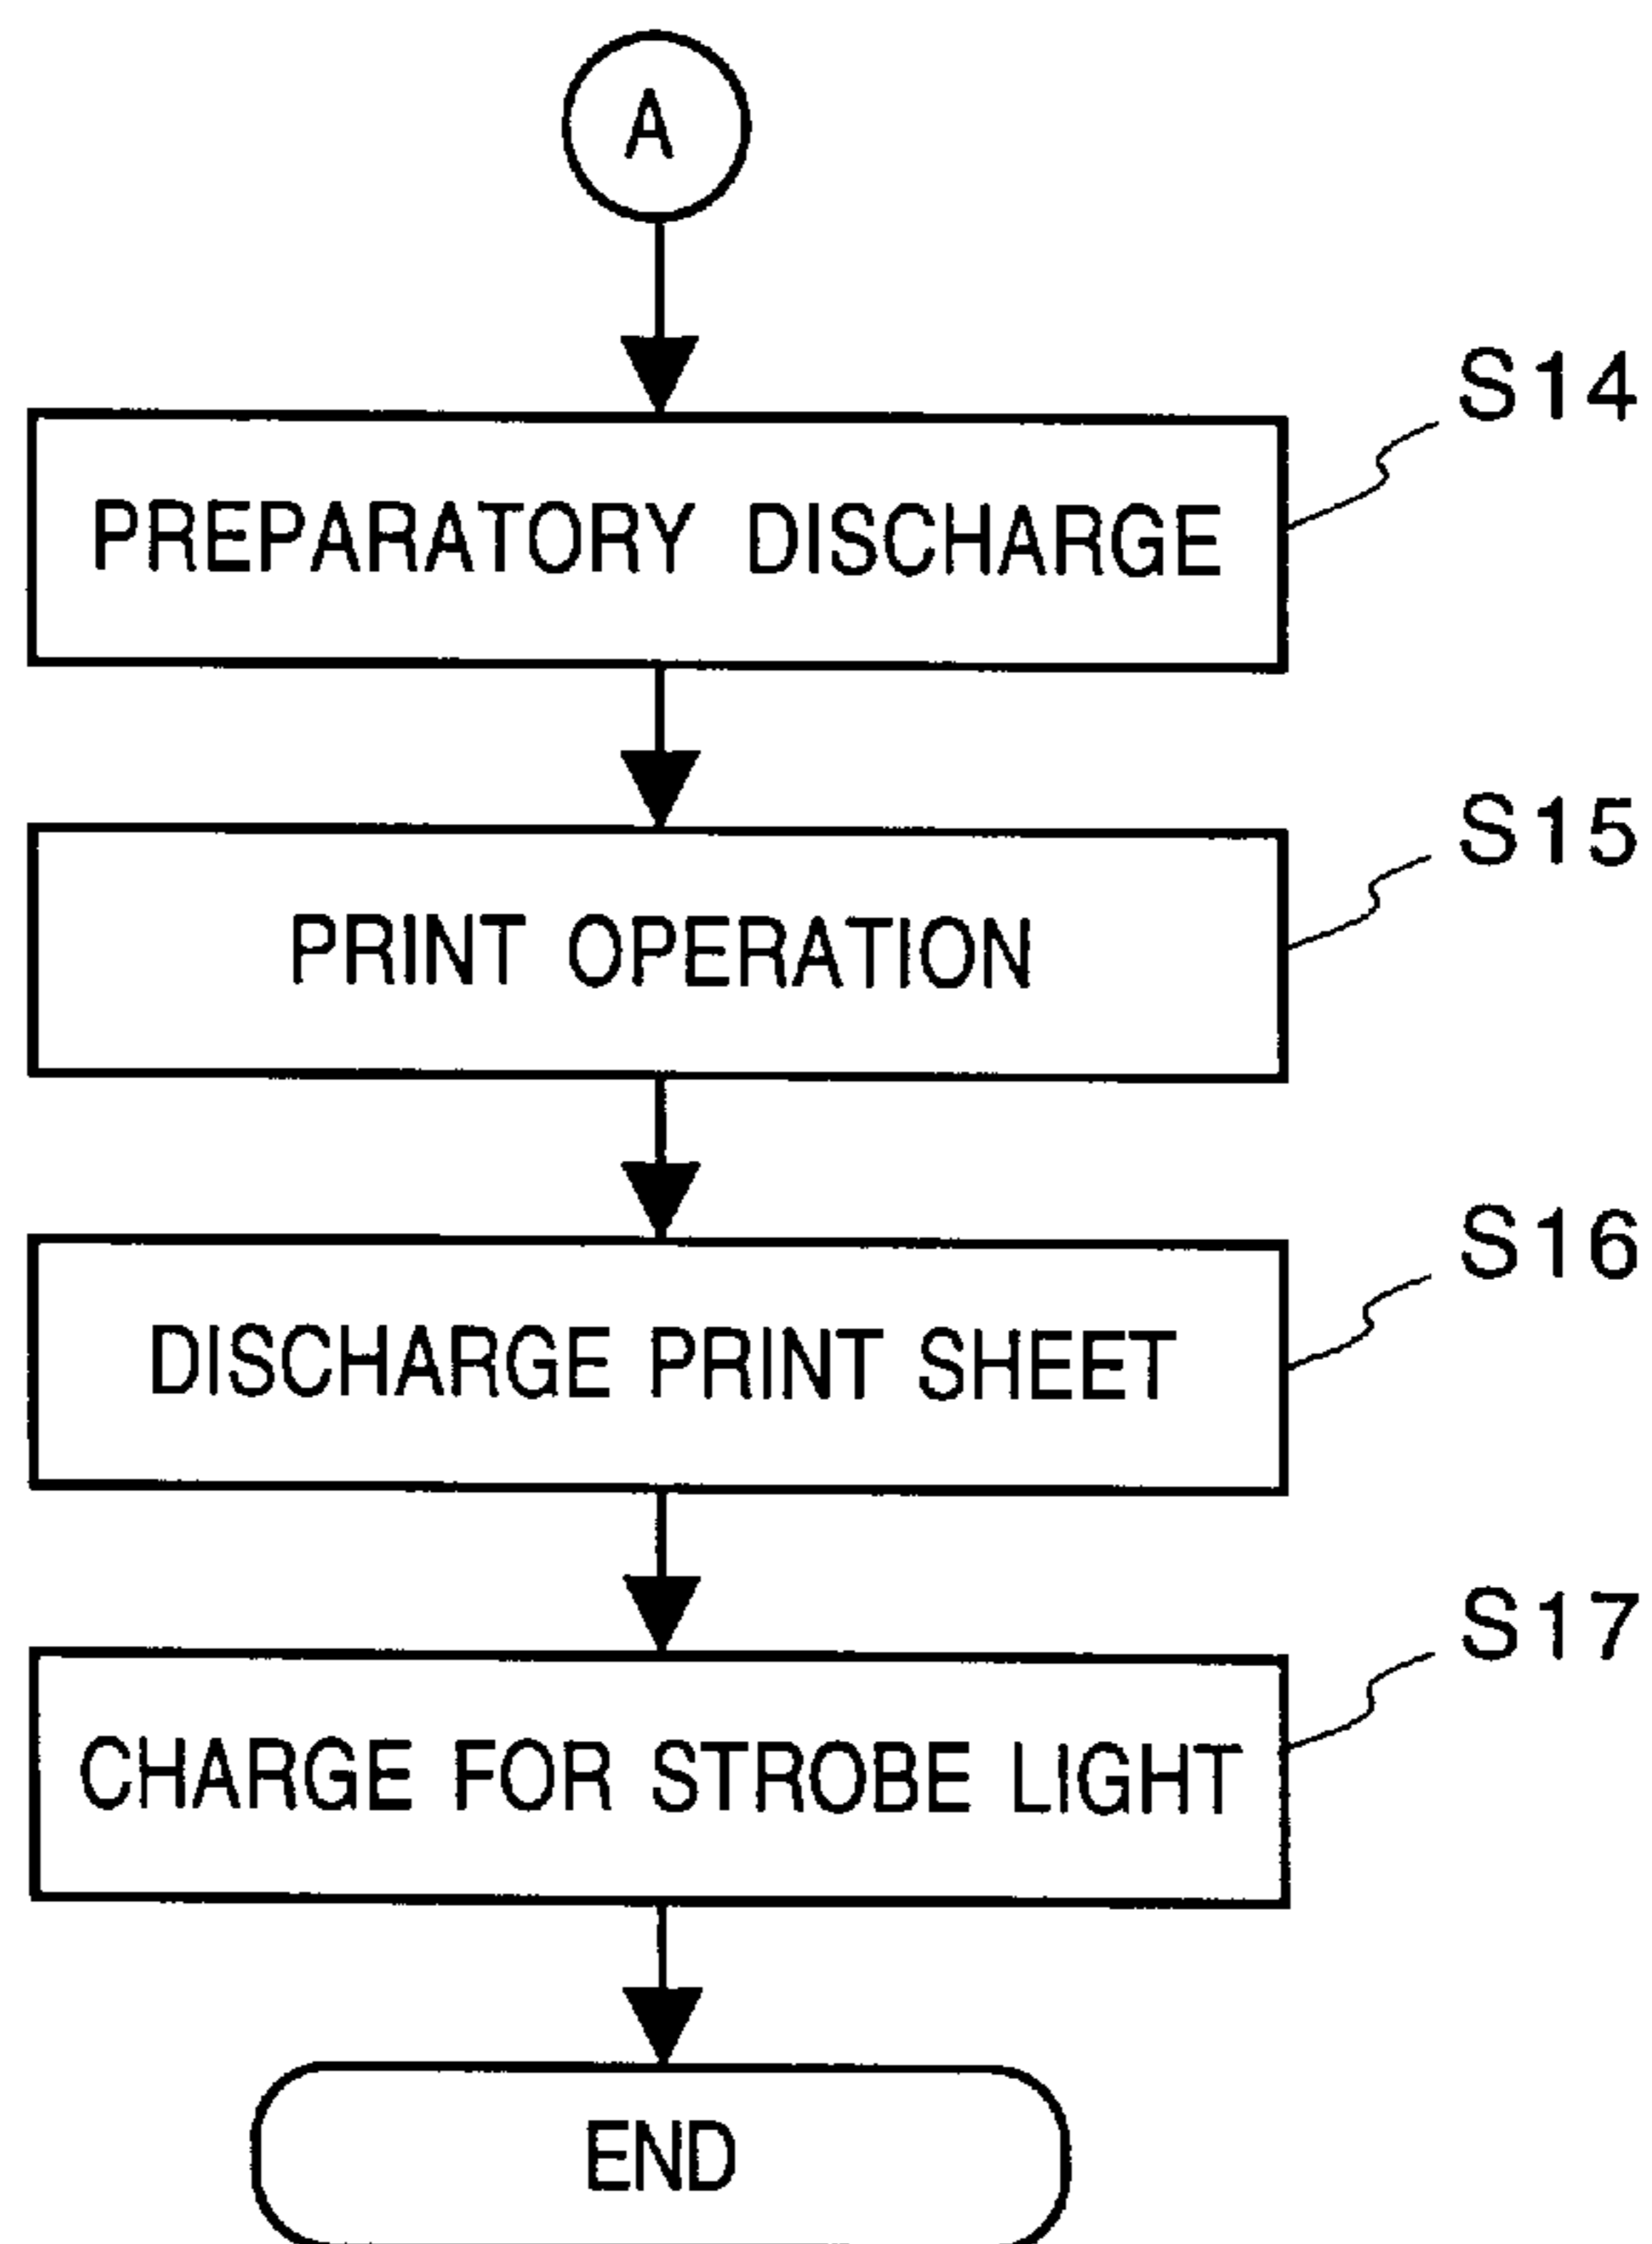 A
S14
PREPARATORY DISCHARGE
S15
PRINT OPERATION
S16
DISCHARGE PRINT SHEET
S17
CHARGE FOR STROBE LIGHT
END